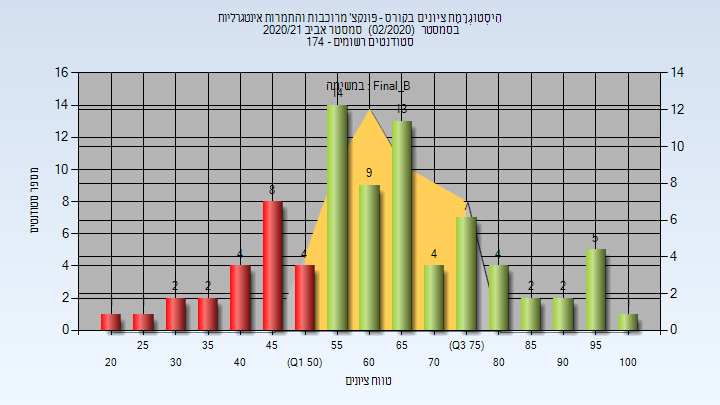 הִיסְטוֹגְרָמַת ציונים בקורס - פונקצ' מרוכבות והתמרות אינטגרליות
בסמסטר (02/2020) סמסטר אביב 2020/21
סטודנטים רשומים - 174
במשימה : Final_B
מספר סטודנטים
16 14 12 10 8 6 4 2 0
14 12 10 8 6 4 2 0
1 1 2 2 4 8 4 14 9 13 4 7 4 2 2 5
25 35 45 55 65 (Q3 75) 85 95
20 30 40 (Q1 50) 60 70 80 90 100
טווח ציונים